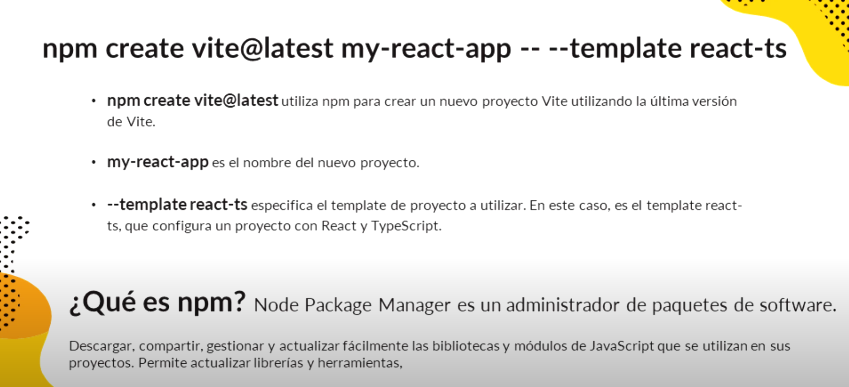 npm create vite@latest my-react-app -- --template react-ts
• npm create vite@latest utiliza npm para crear un nuevo proyecto Vite utilizando la última versión
de Vite.
• my-react-app es el nombre del nuevo proyecto.
• --template react-ts especifica el template de proyecto a utilizar. En este caso, es el template react-
ts, que configura un proyecto con React y TypeScript.
¿Qué es npm? Node Package Manager es un administrador de paquetes de software.
Descargar, compartir, gestionar y actualizar fácilmente las bibliotecas y módulos de JavaScript que se utilizan en sus
proyectos. Permite actualizar librerías y herramientas,